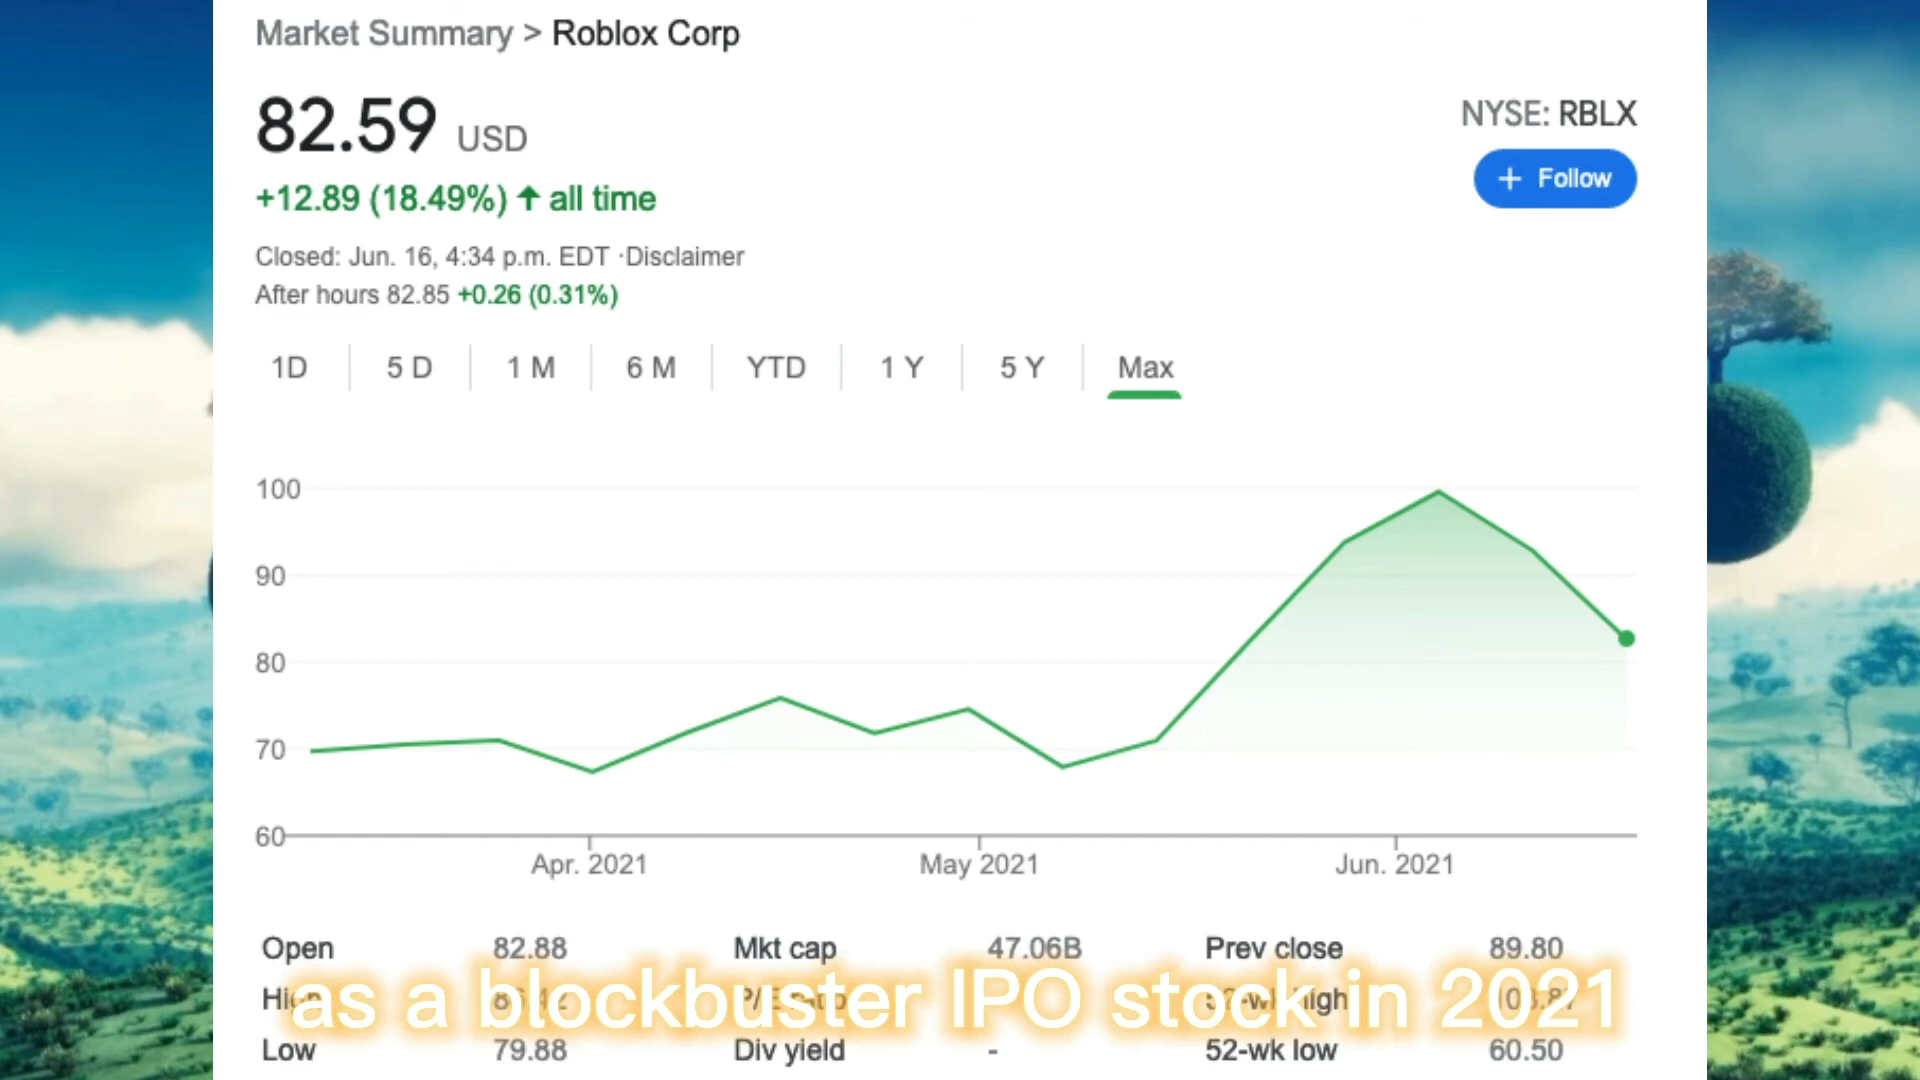 Market Summary > Roblox Corp
82.59 USD
NYSE: RBLX
+ Follow
+12.89 (18.49%) ↑ all time
Closed: Jun. 16, 4:34 p.m. EDT ·Disclaimer
After hours 82.85 +0.26 (0.31%)
1D 5 D 1 M 6 M YTD 1 Y 5 Y Max
100
90
80
70
60
Apr. 2021 May 2021 Jun. 2021
Open 82.88 Mkt cap 47.06B Prev close 89.80
as a blockbuster IPO stock in 2021
Low 79.88 Div yield - 52-wk low 60.50